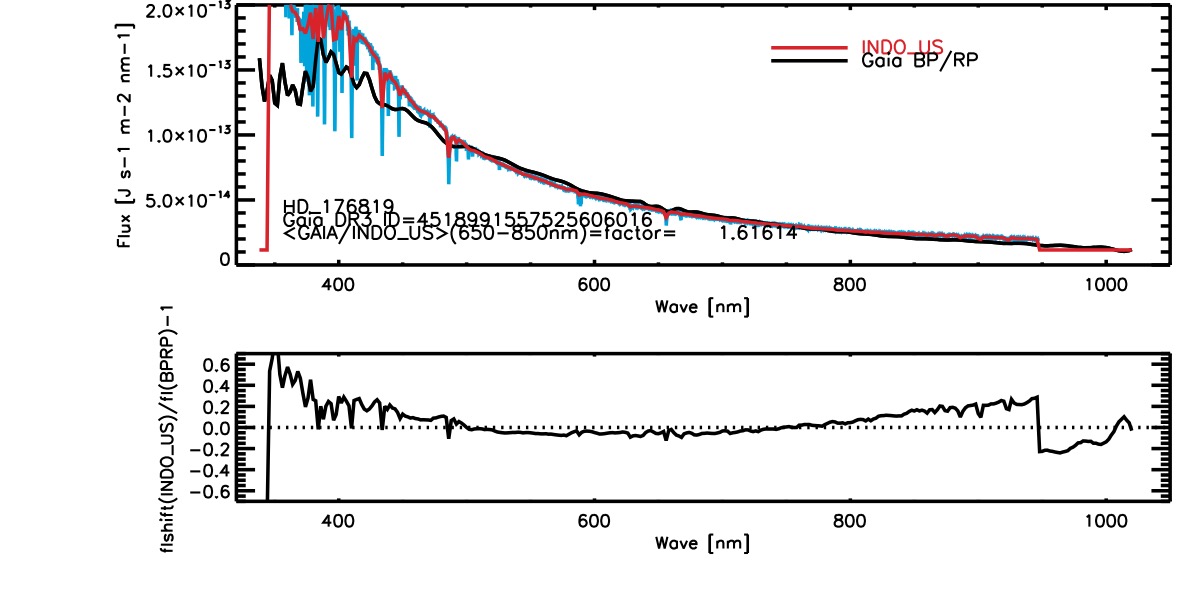 2.0×10−13
1.5×10−13
1.0×10−13
5.0×10−14
0
Flux [J s−1 m−2 nm−1]
INDO_US
Gaia BP/RP
HD_176819
Gaia DR3_ID=4518991557525606016
<GAIA/INDO_US>(650−850nm)=factor= 1.61614
400 600 800 1000
Wave [nm]
flshift(INDO_US)/fl(BPRP)−1
0.6
0.4
0.2
0.0
−0.2
−0.4
−0.6
400 600 800 1000
Wave [nm]